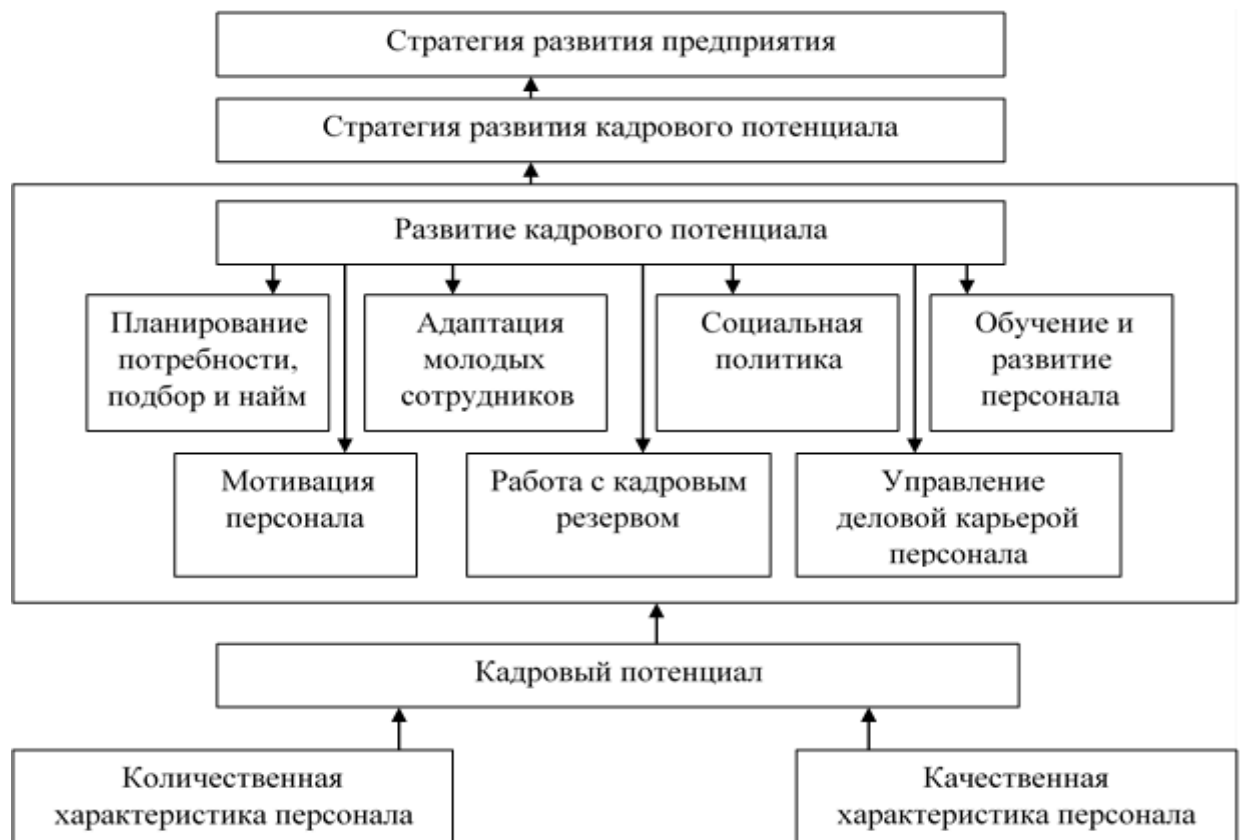 Стратегия развития предприятия
Стратегия развития кадрового потенциала
Развитие кадрового потенциала
Планирование
потребности,
подбор и найм
Адаптация
молодых
сотрудников
Социальная
политика
Обучение и
развитие
персонала
Мотивация
персонала
Работа с кадровым
резервом
Управление
деловой карьерой
персонала
Кадровый потенциал
Количественная
характеристика персонала
Качественная
характеристика персонала